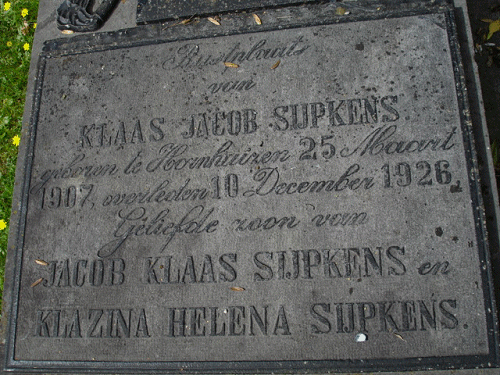 Rustplaats
van
KLAAS JACOB SIJPKENS
geboren te Hornhuizen 25 Maart
1907, overleden 10 December 1926,
Geliefde zoon van
JACOB KLAAS SIJPKENS en
KLAZINA HELENA SIJPKENS.